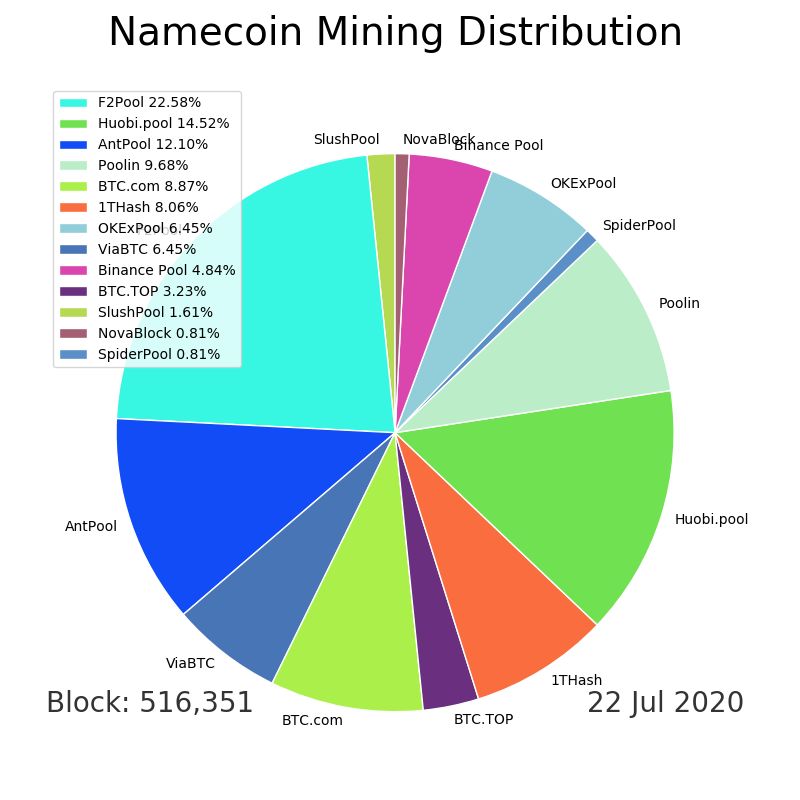 Namecoin Mining Distribution
F2Pool 22.58%
Huobi.pool 14.52%
AntPool 12.10%
Poolin 9.68%
BTC.com 8.87%
1THash 8.06%
OKExPool 6.45%
ViaBTC 6.45%
Binance Pool 4.84%
BTC.TOP 3.23%
SlushPool 1.61%
NovaBlock 0.81%
SpiderPool 0.81%
SlushPool
NovaBlock
Binance Pool
OKExPool
SpiderPool
Poolin
Huobi.pool
AntPool
ViaBTC
1THash
BTC.com
BTC.TOP
Block: 516,351
22 Jul 2020